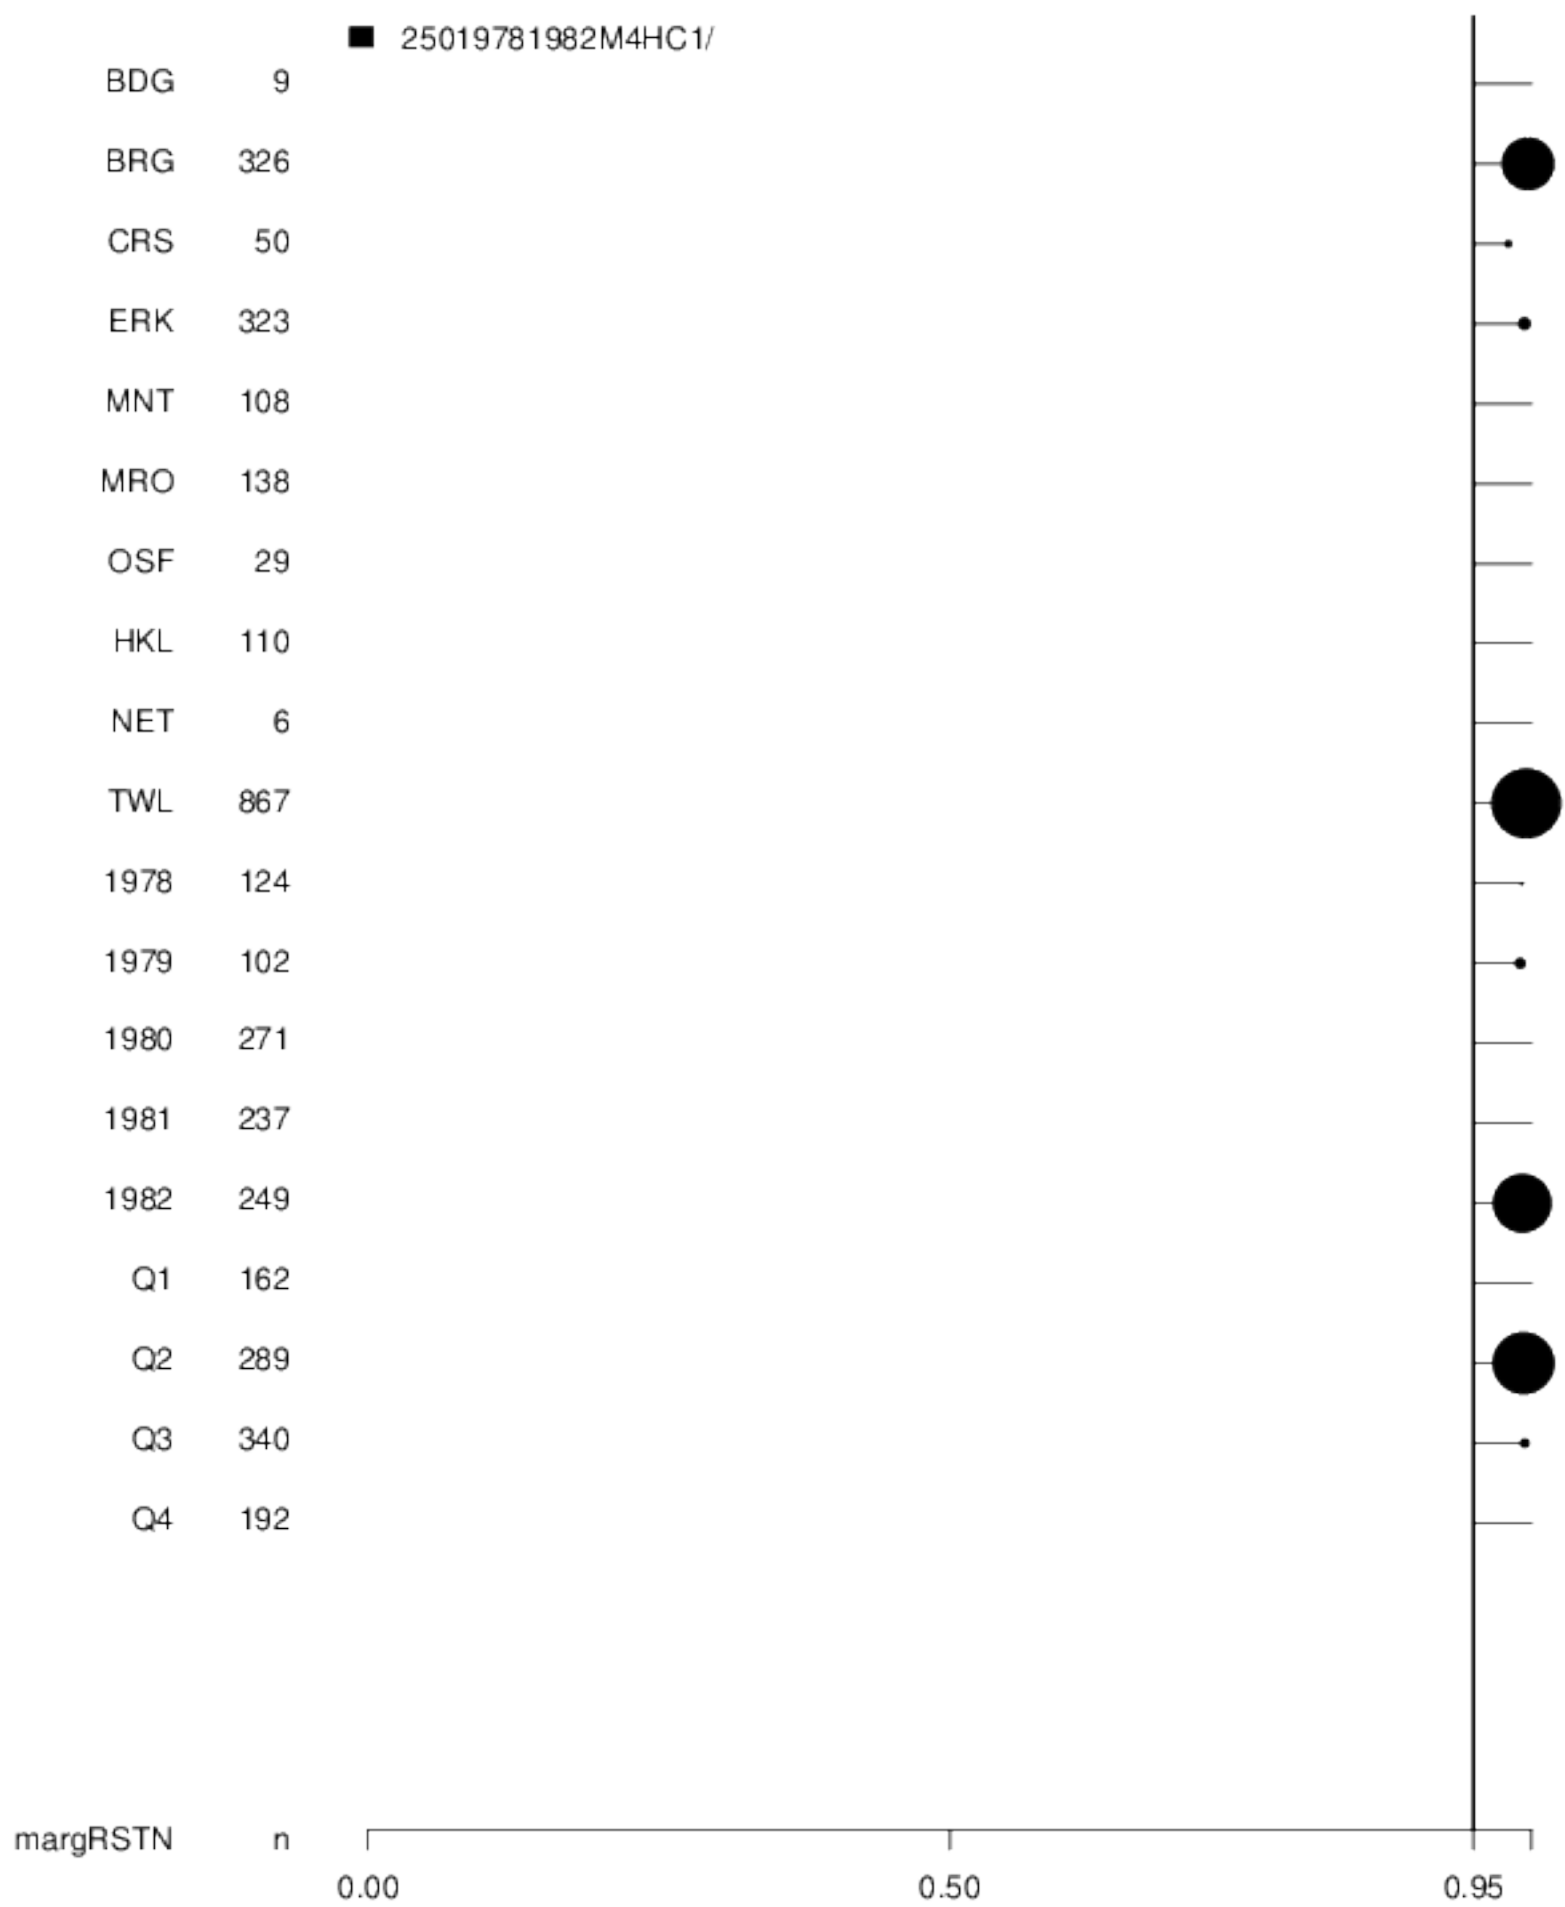 25019781982M4HC1/
BDG 9
BRG 326
CRS 50
ERK 323
MNT 108
MRO 138
OSF 29
HKL 110
NET 6
TWL 867
1978 124
1979 102
1980 271
1981 237
1982 249
Q1 162
Q2 289
Q3 340
Q4 192
margRSTN n
0.00 0.50 0.95